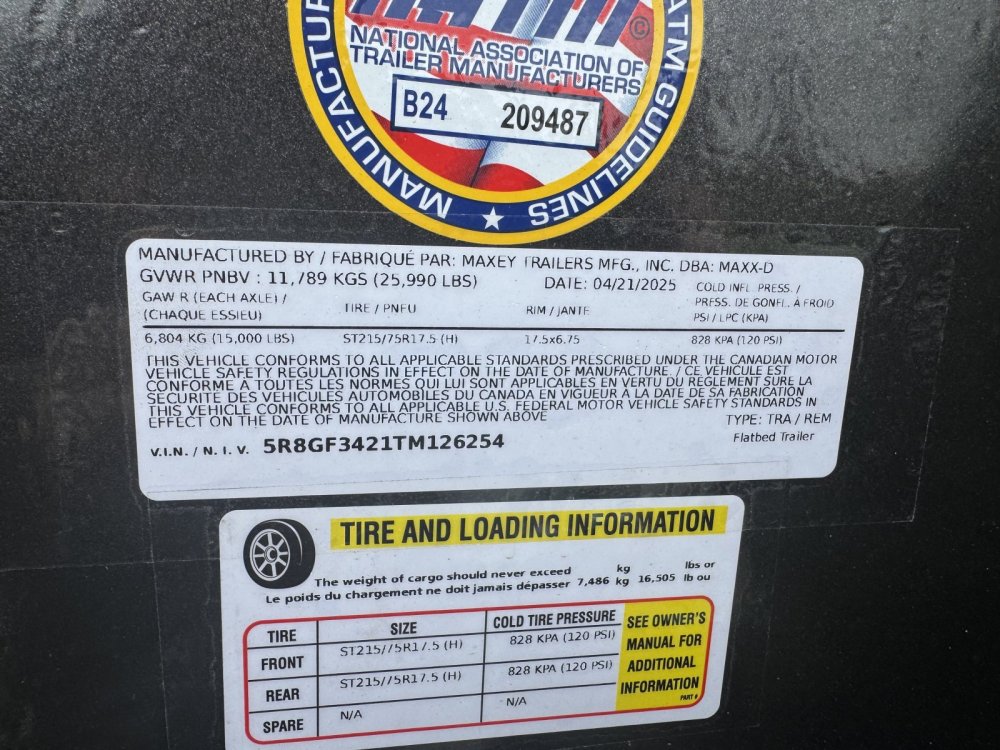 MANUFACTUR
NATIONAL ASSOCIATION OF
TRAILER MANUFACTURERS
©
B24 209487
MANUFA
GUIDELINES
MANUFACTURED BY / FABRIQUÉ PAR: MAXEY TRAILERS MFG., INC. DBA: MAXX-D
GVWR PNBV : 11,789 KGS (25,990 LBS) DATE: 04/21/2025
COLD INFL. PRESS. /
PRESS. DE GONFL. A FROID
PSI / LPC (KPA)
GAW R (EACH AXLE) /
(CHAQUE ESSIEU)
TIRE / PNEU
RIM / JANTE
6,804 KG (15,000 LBS) ST215/75R17.5 (H) 17.5x6.75 828 KPA (120 PSI)
THIS VEHICLE CONFORMS TO ALL APPLICABLE STANDARDS PRESCRIBED UNDER THE CANADIAN MOTOR
VEHICLE SAFETY REGULATIONS IN EFFECT ON THE DATE OF MANUFACTURE. / CE VEHICULE EST
CONFORME A TOUTES LES NORMES QUI LUI SONT APPLICABLES EN VERTU DU REGLEMENT SUR LA
SECURITE DES VEHICULES AUTOMOBILES DU CANADA EN VIGUEUR A LA DATE DE SA FABRICATION
THIS VEHICLE CONFORMS TO ALL APPLICABLE U.S. FEDERAL MOTOR VEHICLE SAFETY STANDARDS IN
EFFECT ON THE DATE OF MANUFACTURE SHOWN ABOVE
TYPE: TRA / REM
V.I.N. / N. I. V. 5R8GF3421TM126254
Flatbed Trailer
TIRE AND LOADING INFORMATION
The weight of cargo should never exceed kg lbs or
Le poids du chargement ne doit jamais dépasser 7,486 kg 16,505 lb ou
TIRE SIZE COLD TIRE PRESSURE
FRONT ST215/75R17.5 (H) 828 KPA (120 PSI)
REAR ST215/75R17.5 (H) 828 KPA (120 PSI)
SPARE N/A N/A
SEE OWNER'S
MANUAL FOR
ADDITIONAL
INFORMATION
PART #